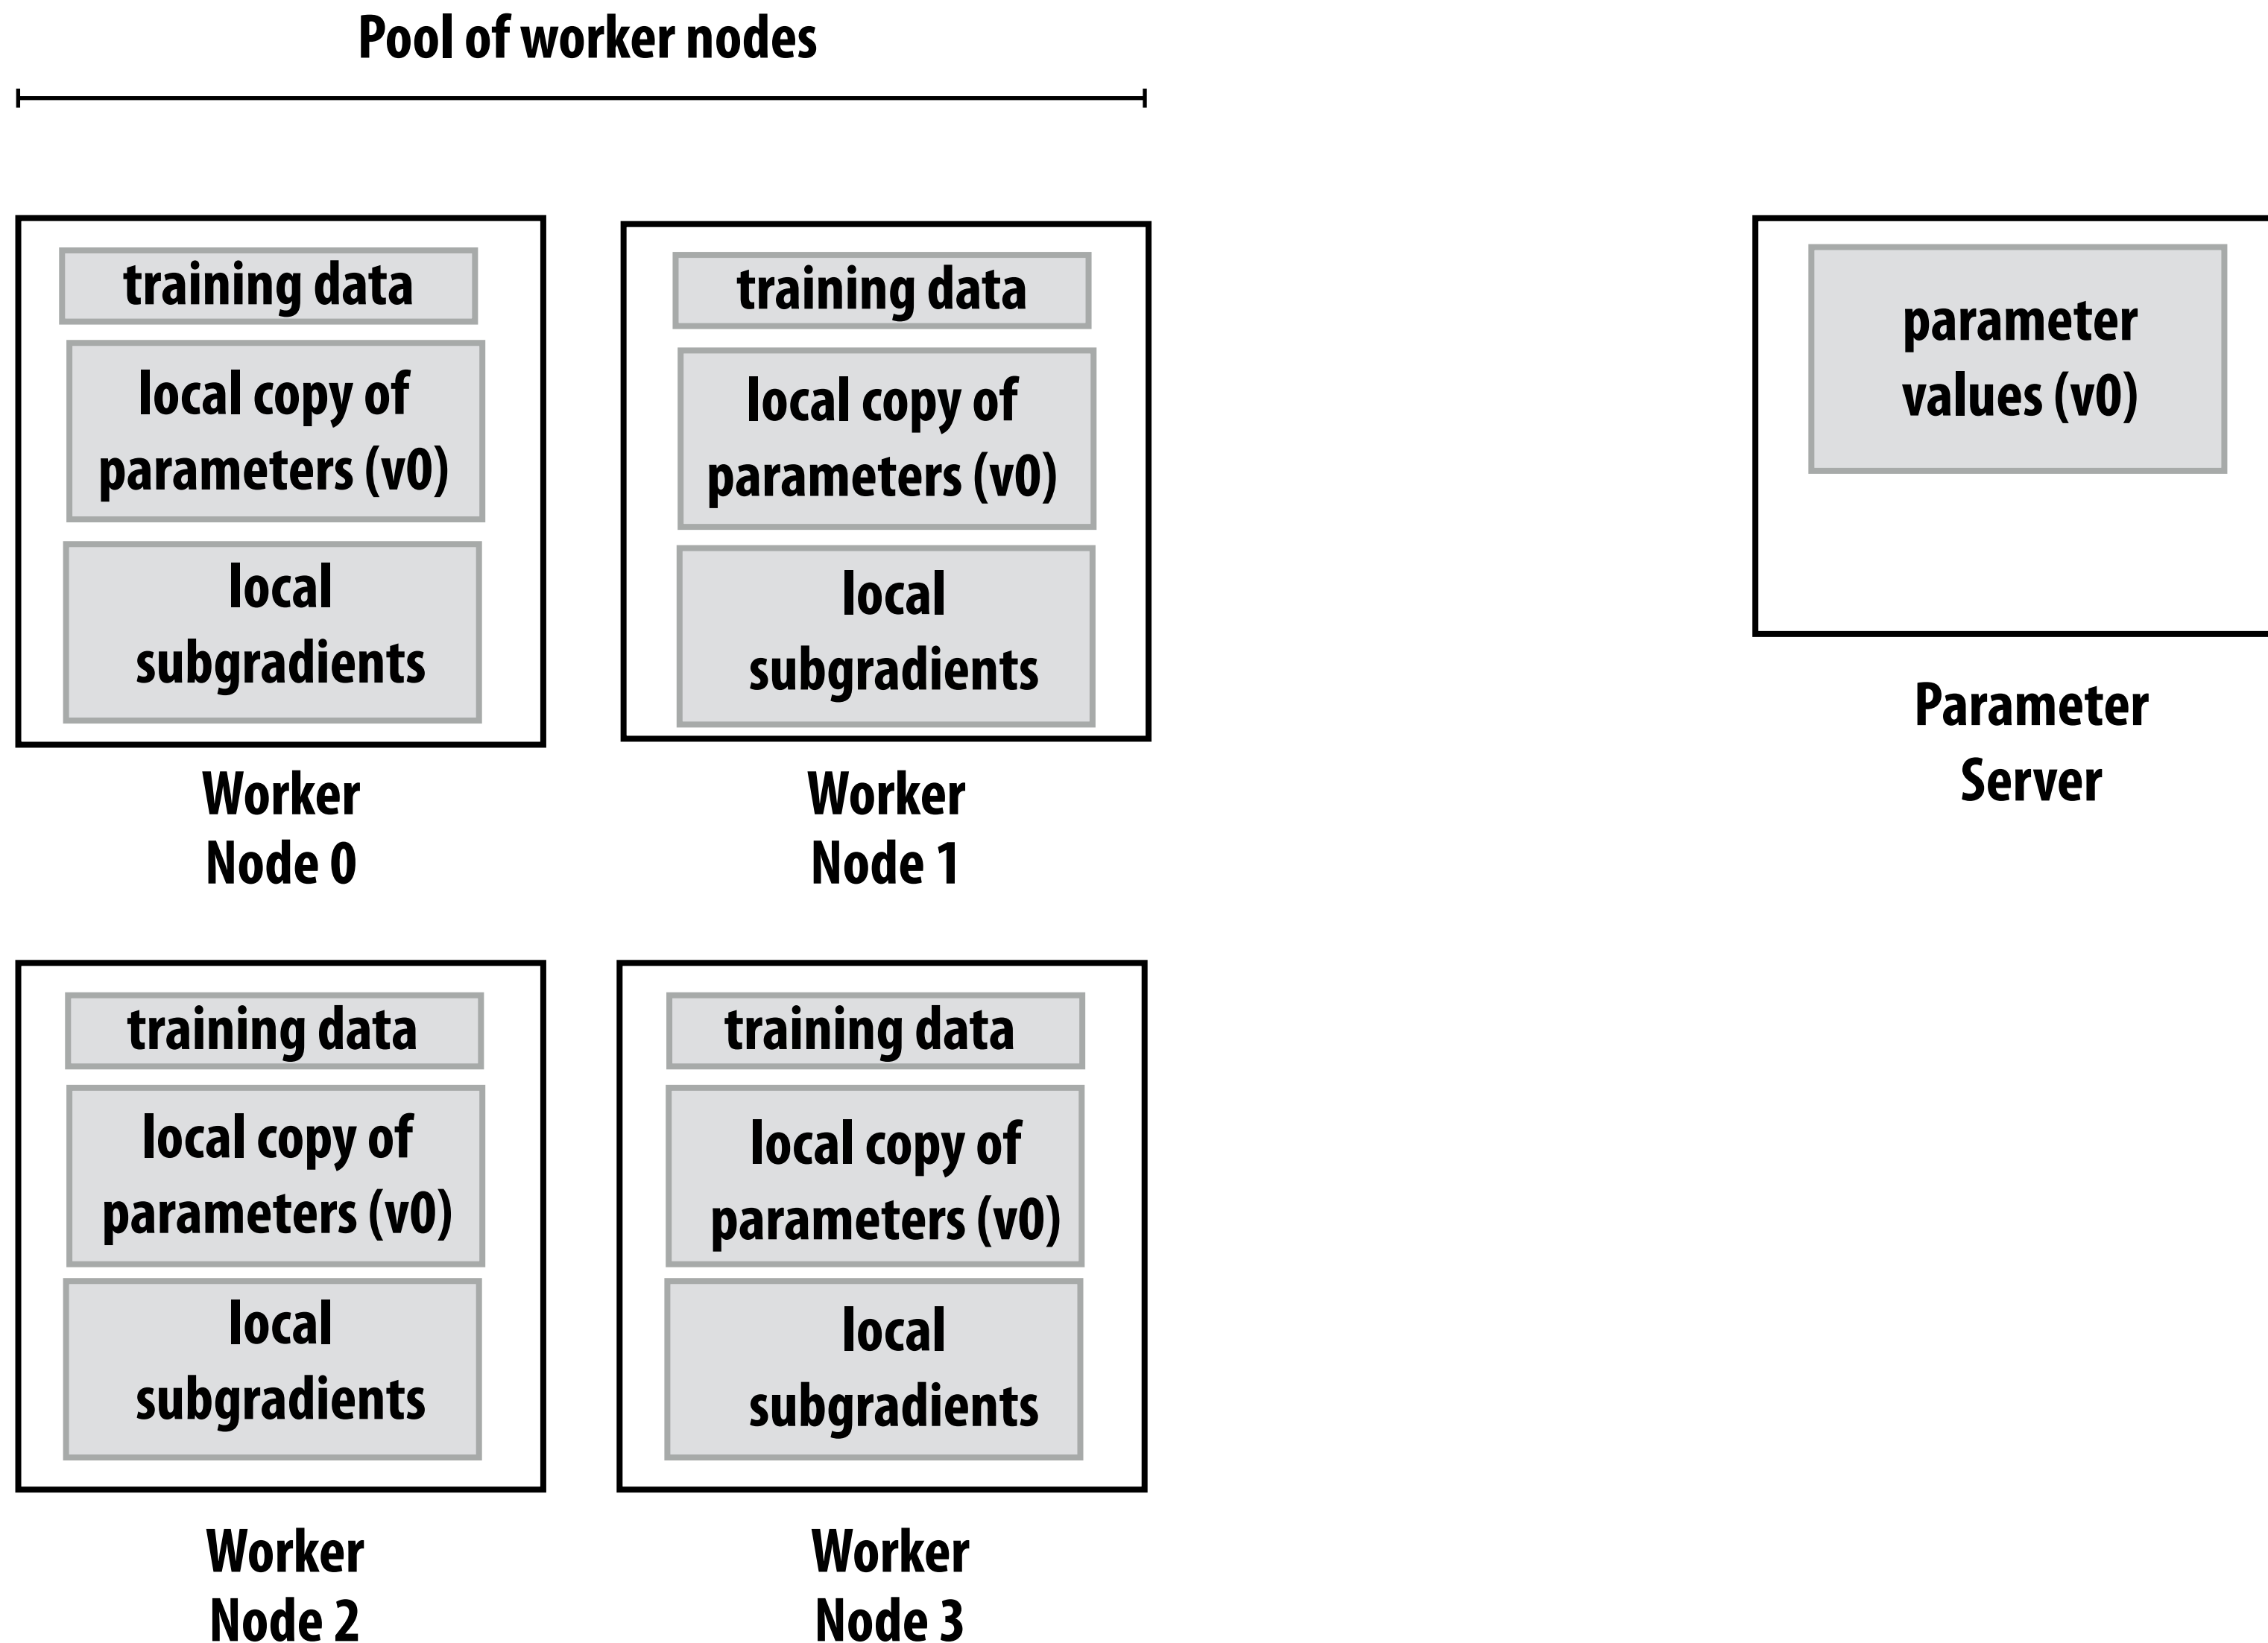 Pool of worker nodes
training data
local copy of
parameters (v0)
local
subgradients
Worker
Node 0
training data
local copy of
parameters (v0)
local
subgradients
Worker
Node 1
parameter
values (v0)
Parameter
Server
training data
local copy of
parameters (v0)
local
subgradients
Worker
Node 2
training data
local copy of
parameters (v0)
local
subgradients
Worker
Node 3